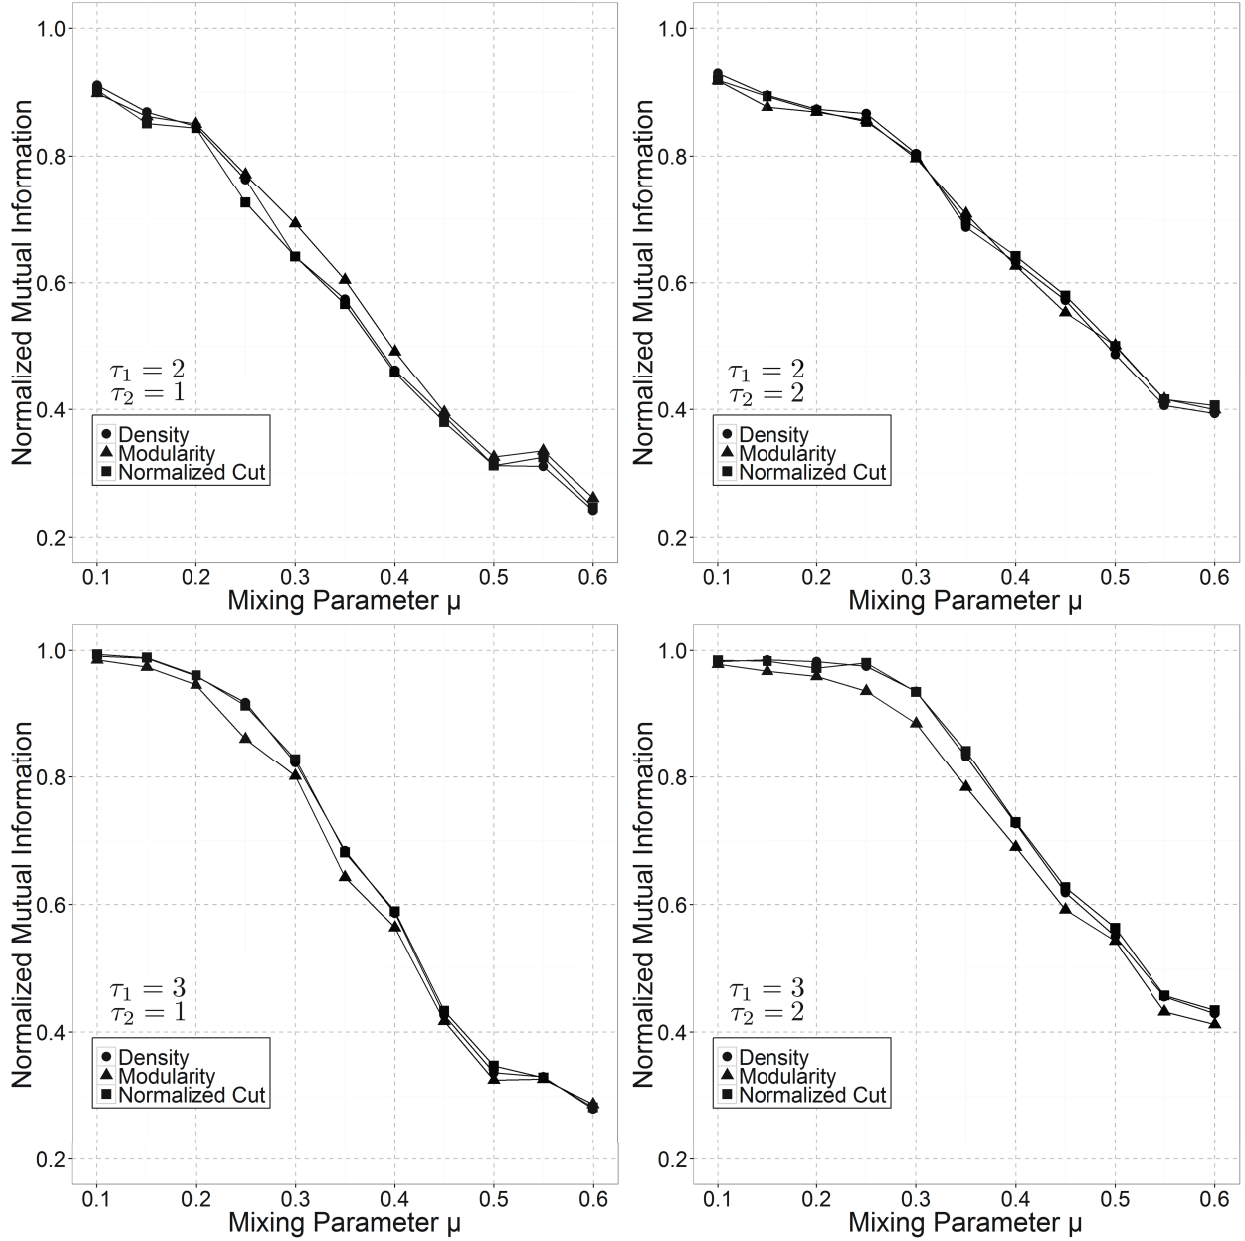 1.0
0.8
0.6
0.4
0.2
Normalized Mutual Information
τ1 = 2
τ2 = 1
Density
Modularity
Normalized Cut
0.1 0.2 0.3 0.4 0.5 0.6
Mixing Parameter μ
1.0
0.8
0.6
0.4
0.2
Normalized Mutual Information
τ1 = 2
τ2 = 2
Density
Modularity
Normalized Cut
0.1 0.2 0.3 0.4 0.5 0.6
Mixing Parameter μ
1.0
0.8
0.6
0.4
0.2
Normalized Mutual Information
τ1 = 3
τ2 = 1
Density
Modularity
Normalized Cut
0.1 0.2 0.3 0.4 0.5 0.6
Mixing Parameter μ
1.0
0.8
0.6
0.4
0.2
Normalized Mutual Information
τ1 = 3
τ2 = 2
Density
Modularity
Normalized Cut
0.1 0.2 0.3 0.4 0.5 0.6
Mixing Parameter μ